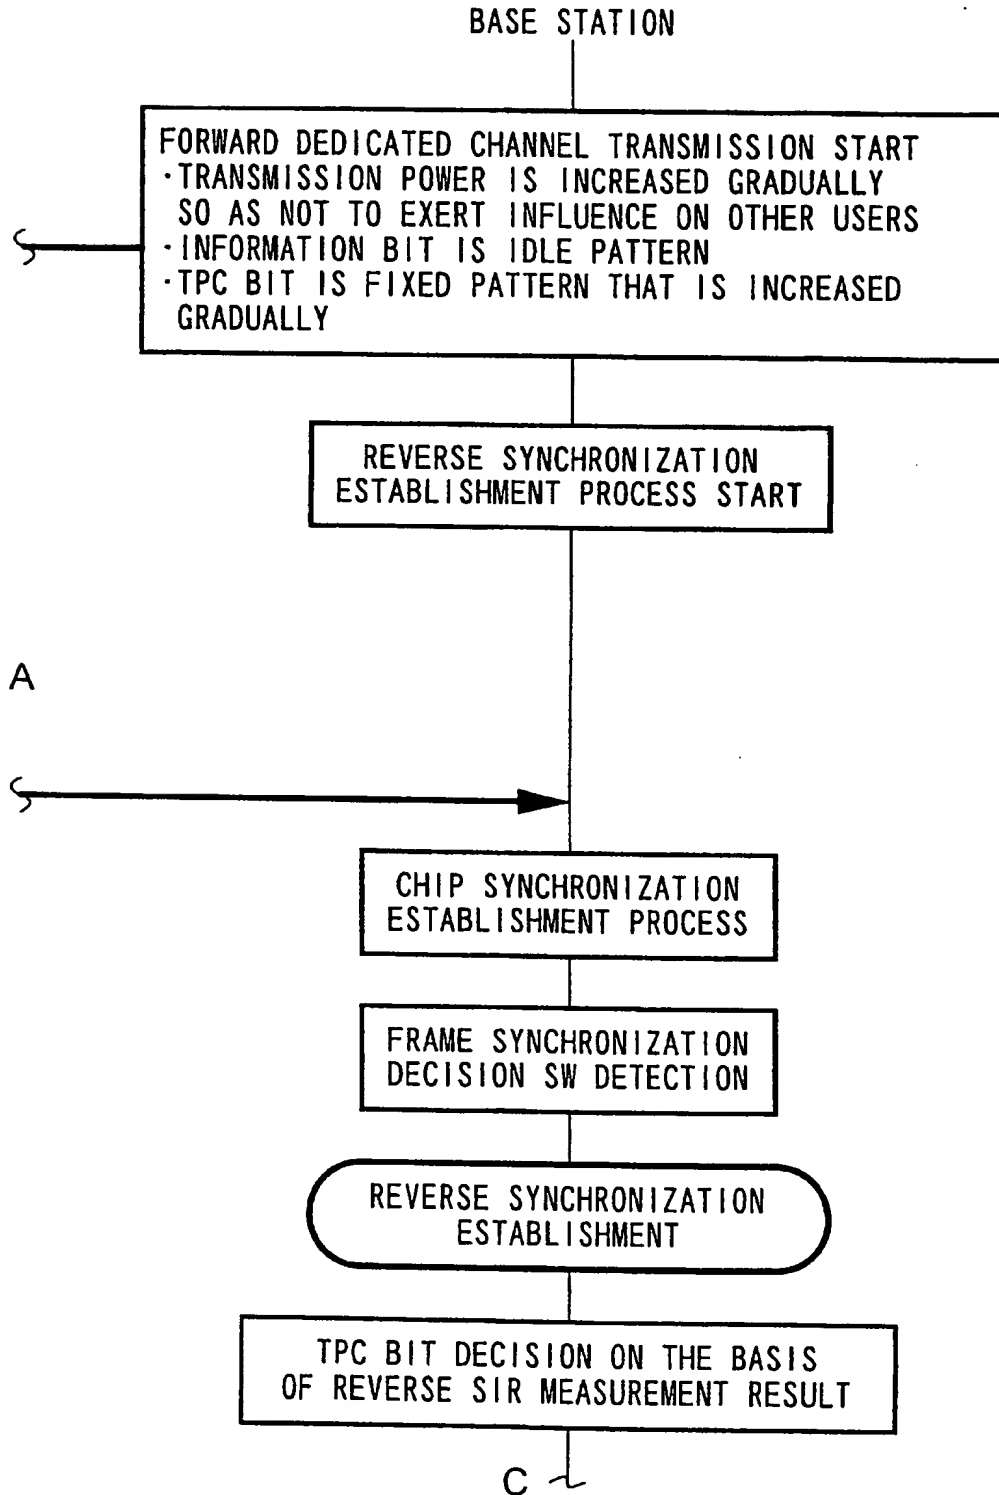 BASE STATION
FORWARD DEDICATED CHANNEL TRANSMISSION START
·TRANSMISSION POWER IS INCREASED GRADUALLY
SO AS NOT TO EXERT INFLUENCE ON OTHER USERS
·INFORMATION BIT IS IDLE PATTERN
·TPC BIT IS FIXED PATTERN THAT IS INCREASED
GRADUALLY
REVERSE SYNCHRONIZATION
ESTABLISHMENT PROCESS START
A
CHIP SYNCHRONIZATION
ESTABLISHMENT PROCESS
FRAME SYNCHRONIZATION
DECISION SW DETECTION
REVERSE SYNCHRONIZATION
ESTABLISHMENT
TPC BIT DECISION ON THE BASIS
OF REVERSE SIR MEASUREMENT RESULT
C